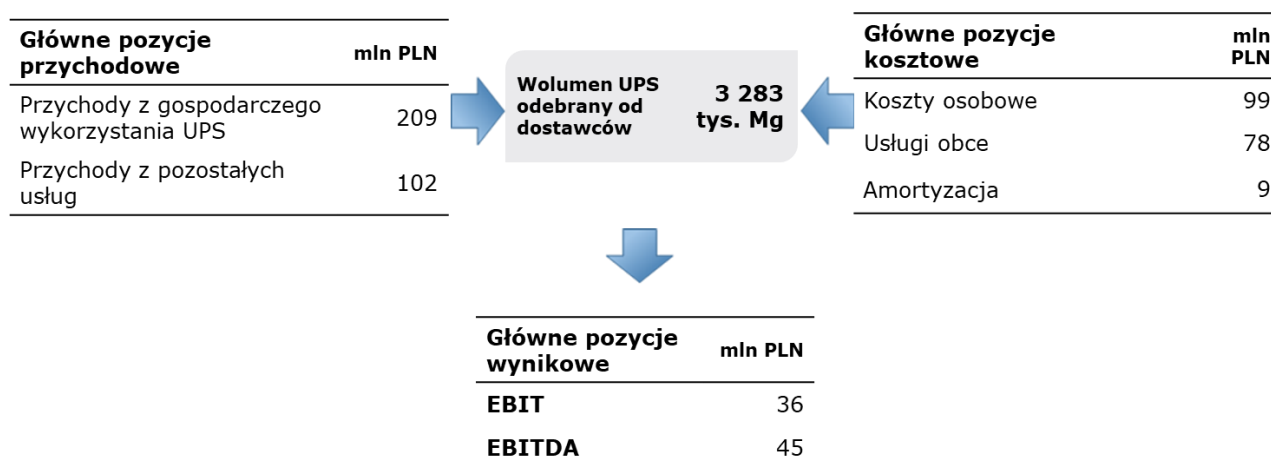 Główne pozycje
przychodowe
mln PLN
Przychody z gospodarczego
wykorzystania UPS
209
Przychody z pozostałych
usług
102
Wolumen UPS
odebrany od
dostawców
3 283
tys. Mg
Główne pozycje
kosztowe
mln
PLN
Koszty osobowe 99
Usługi obce 78
Amortyzacja 9
Główne pozycje
wynikowe
mln PLN
EBIT 36
EBITDA 45